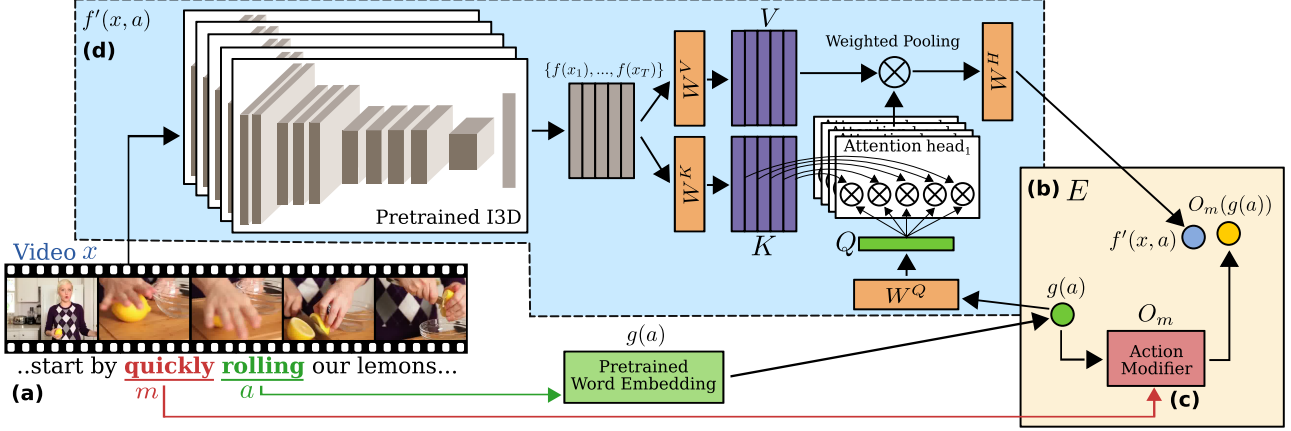 f′(x, a)
(d)
Pretrained I3D
{f(x₁),...,f(x_T)}
W^V
W^K
V
K
Weighted Pooling
W^H
Attention head₁
Q
W^Q
(b) E
O_m(g(a))
f′(x, a)
g(a)
O_m
Action
Modifier
(c)
Video x
..start by quickly rolling our lemons...
m a
(a)
g(a)
Pretrained
Word Embedding